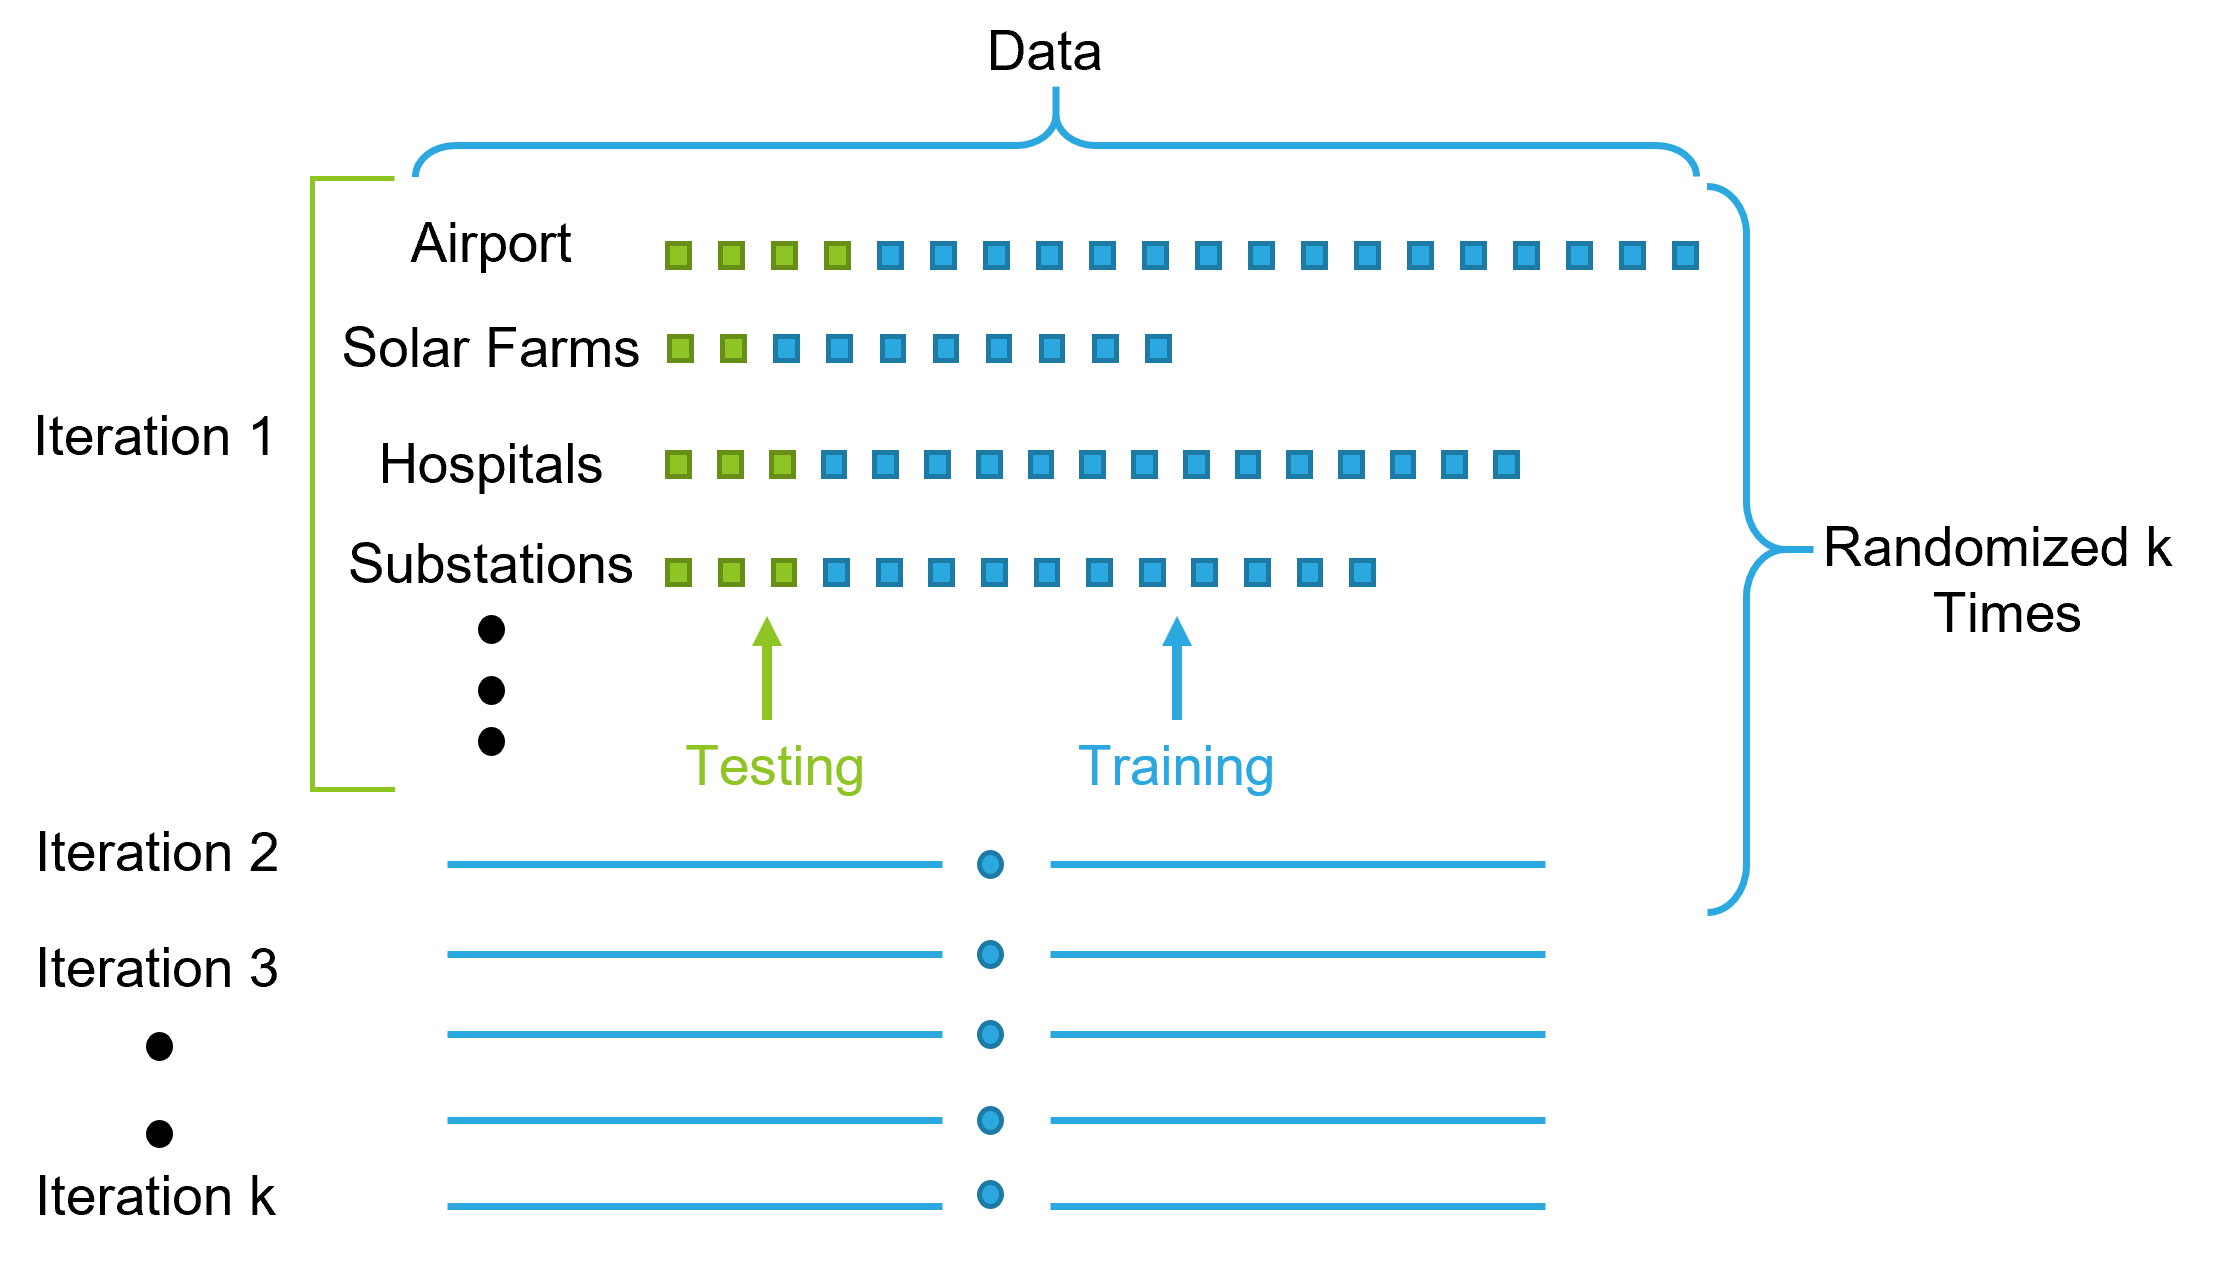 Data
Airport
Solar Farms
Iteration 1
Hospitals
Substations
Randomized k
Times
Testing
Training
Iteration 2
Iteration 3
Iteration k